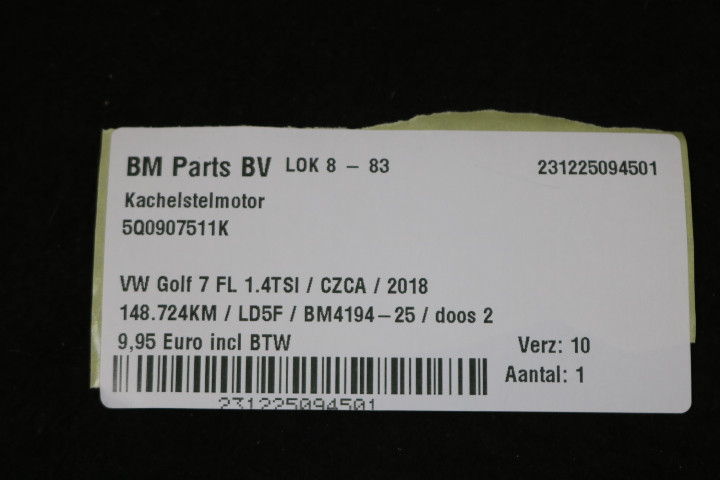 BM Parts BV LOK 8 – 83 231225094501
Kachelstelmotor
5Q0907511K
VW Golf 7 FL 1.4TSI / CZCA / 2018
148.724KM / LD5F / BM4194-25 / doos 2
9,95 Euro incl BTW Verz: 10
Aantal: 1
231225094501